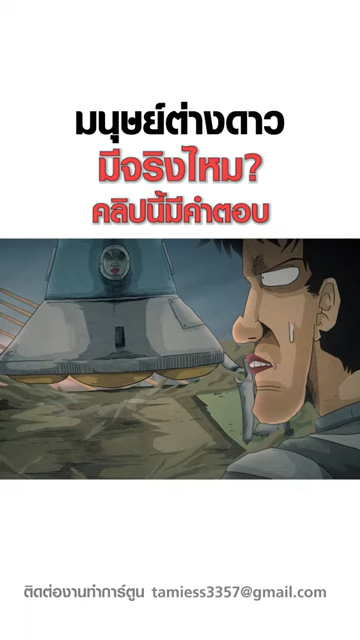 มนุษย์ต่างดาว
มีจริงไหม?
คลิปนี้มีคำตอบ
ติดต่องานทำการ์ตูน tamiess3357@gmail.com